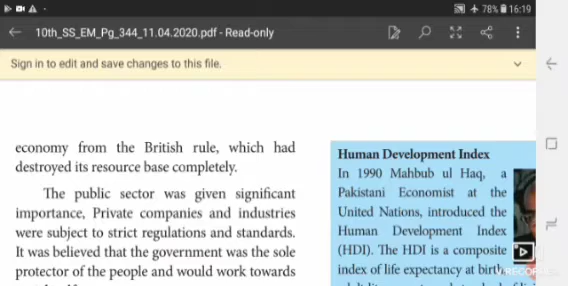 78% 16:19
10th_SS_EM_Pg_344_11.04.2020.pdf - Read-only
Sign in to edit and save changes to this file.
economy from the British rule, which had
destroyed its resource base completely.
The public sector was given significant
importance, Private companies and industries
were subject to strict regulations and standards.
It was believed that the government was the sole
protector of the people and would work towards
Human Development Index
In 1990 Mahbub ul Haq, a
Pakistani Economist at the
United Nations, introduced the
Human Development Index
(HDI). The HDI is a composite
index of life expectancy at birth